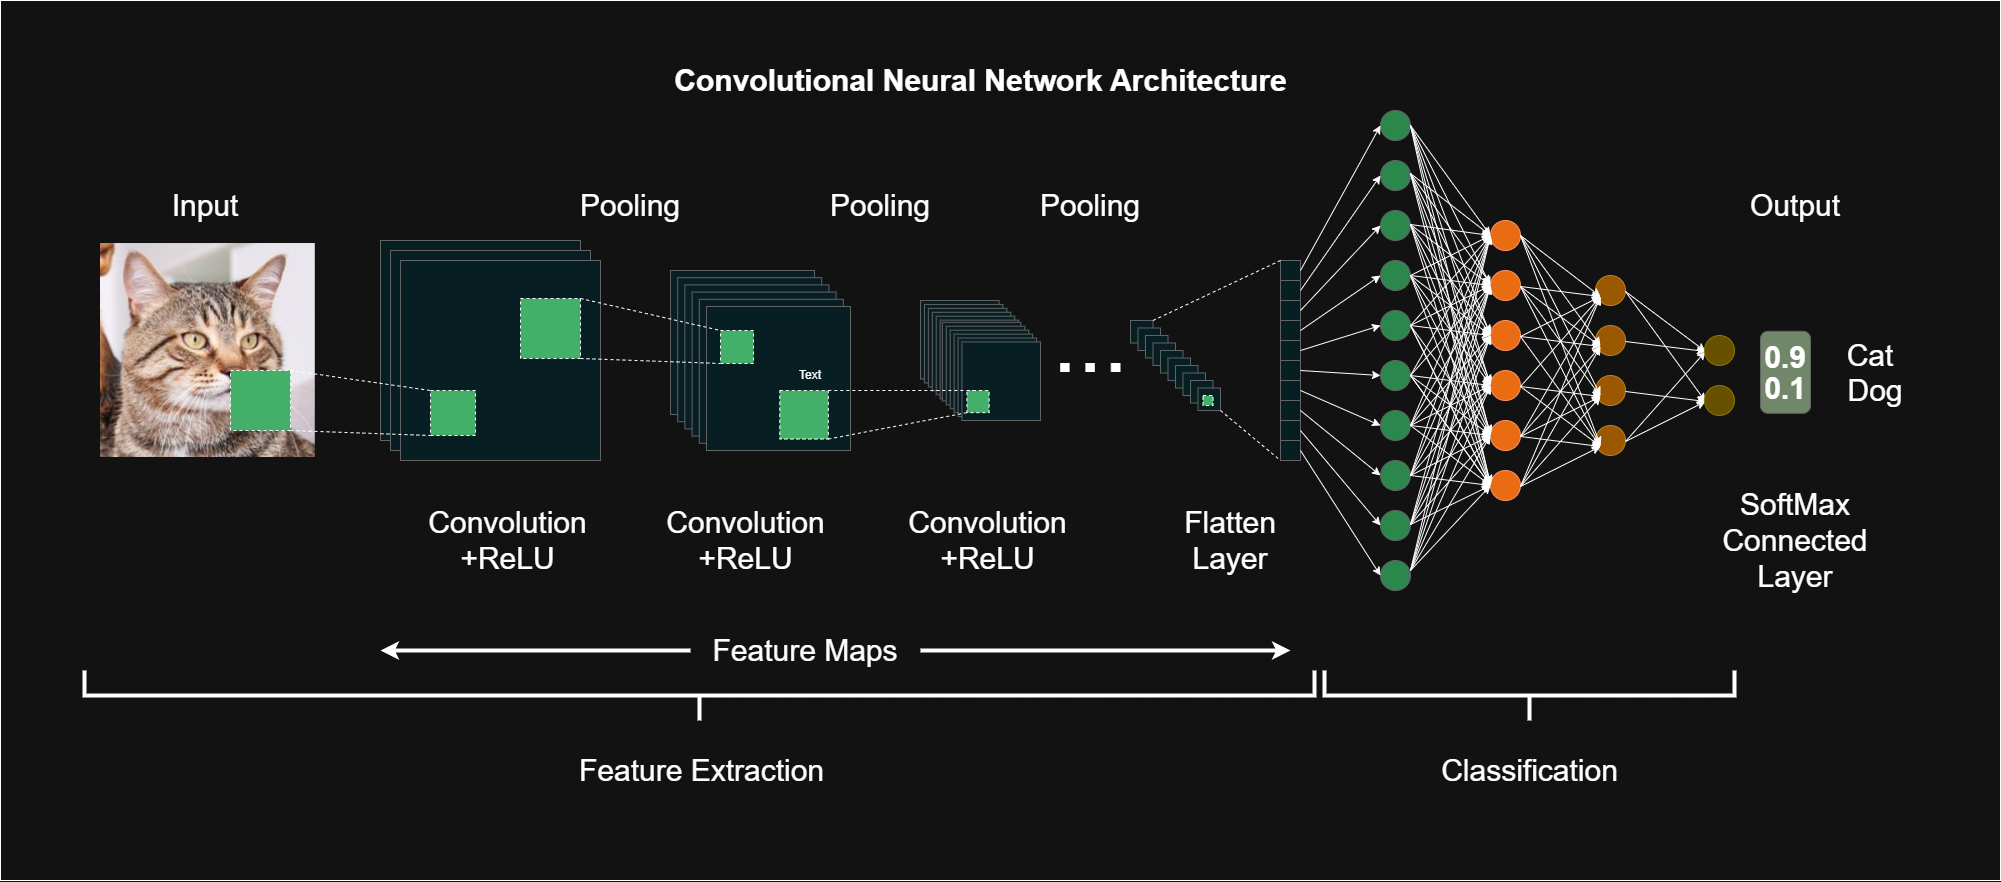 Convolutional Neural Network Architecture
Input
Pooling
Pooling
Pooling
Output
Text
0.9
0.1
Cat
Dog
Convolution
+ReLU
Convolution
+ReLU
Convolution
+ReLU
Flatten
Layer
SoftMax
Connected
Layer
Feature Maps
Feature Extraction
Classification